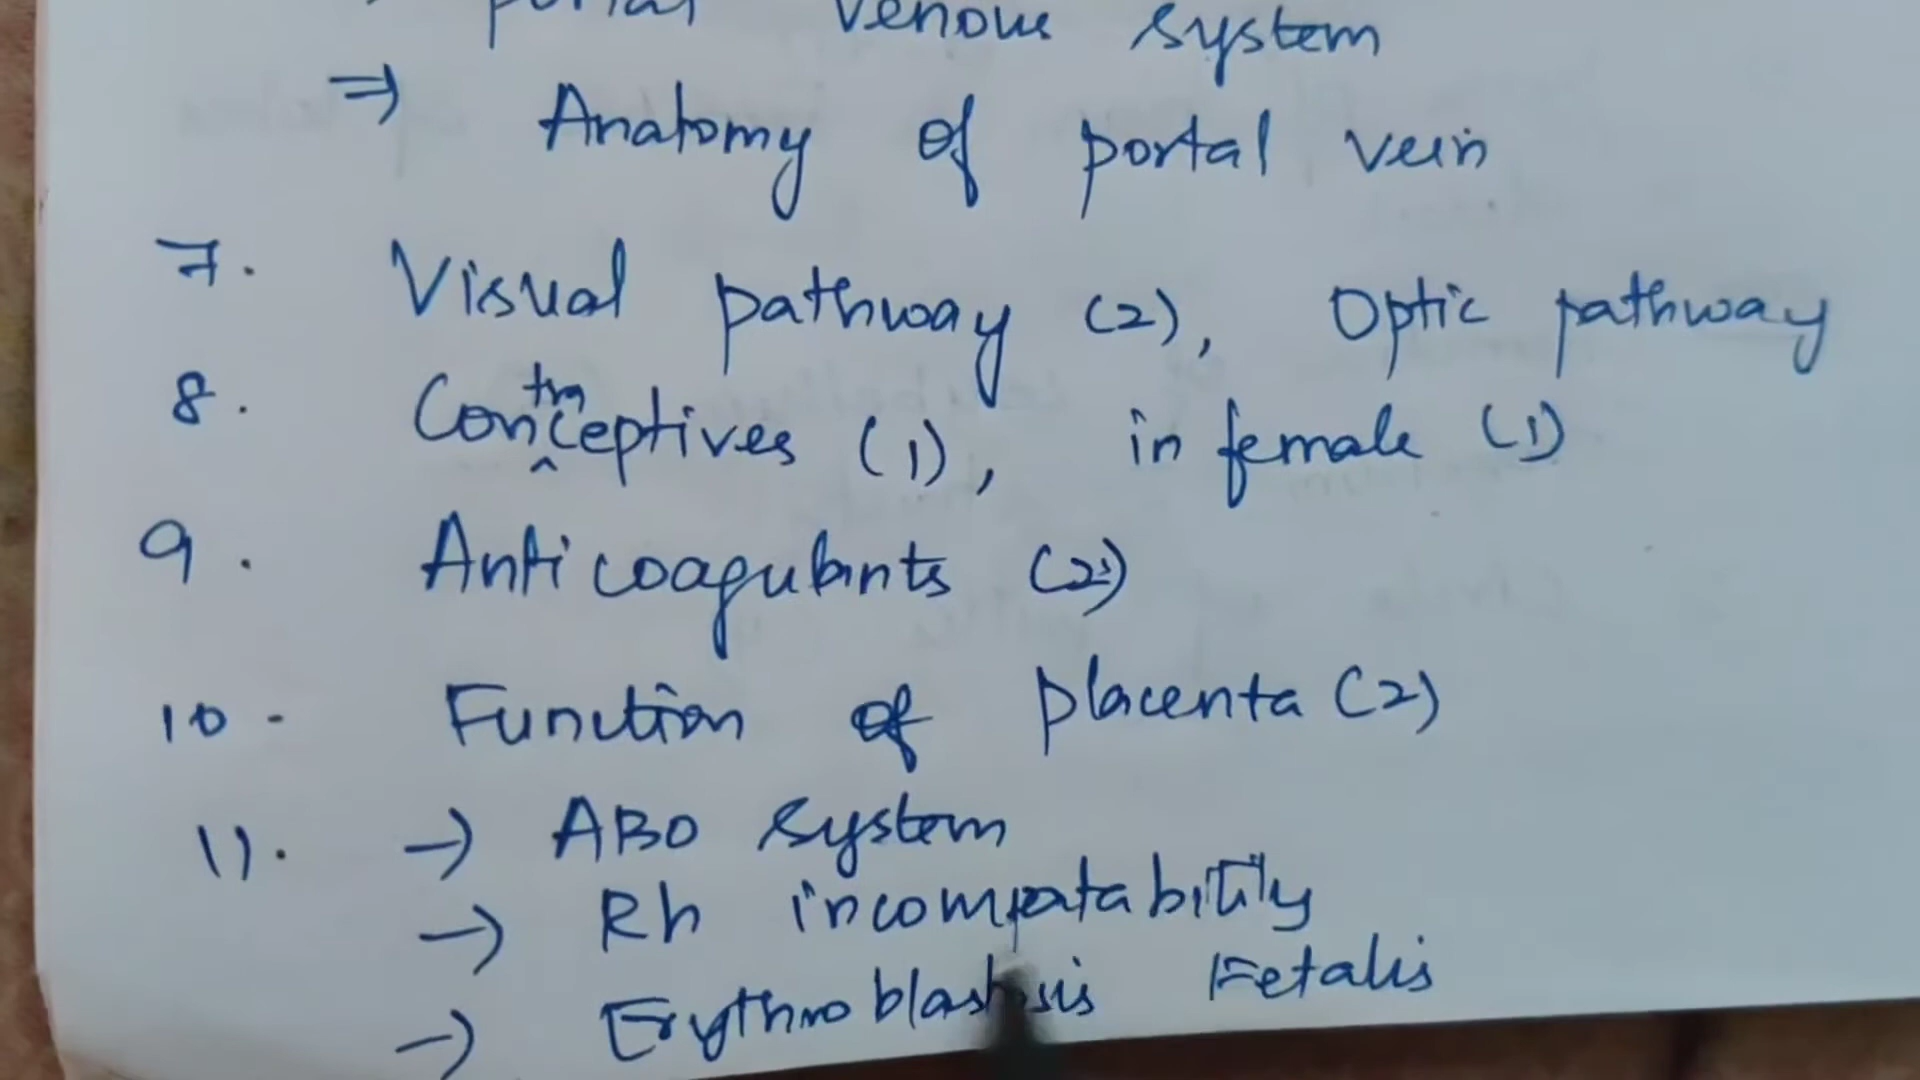 portal venous system
⇒ Anatomy of portal vein
7. Visual pathway (2), Optic pathway
8. Contraceptives (1), in female (1)
9. Anticoagulants (2)
10 - Function of placenta (2)
11. → ABO system
→ Rh incompatability
→ Erythroblastosis Fetalis